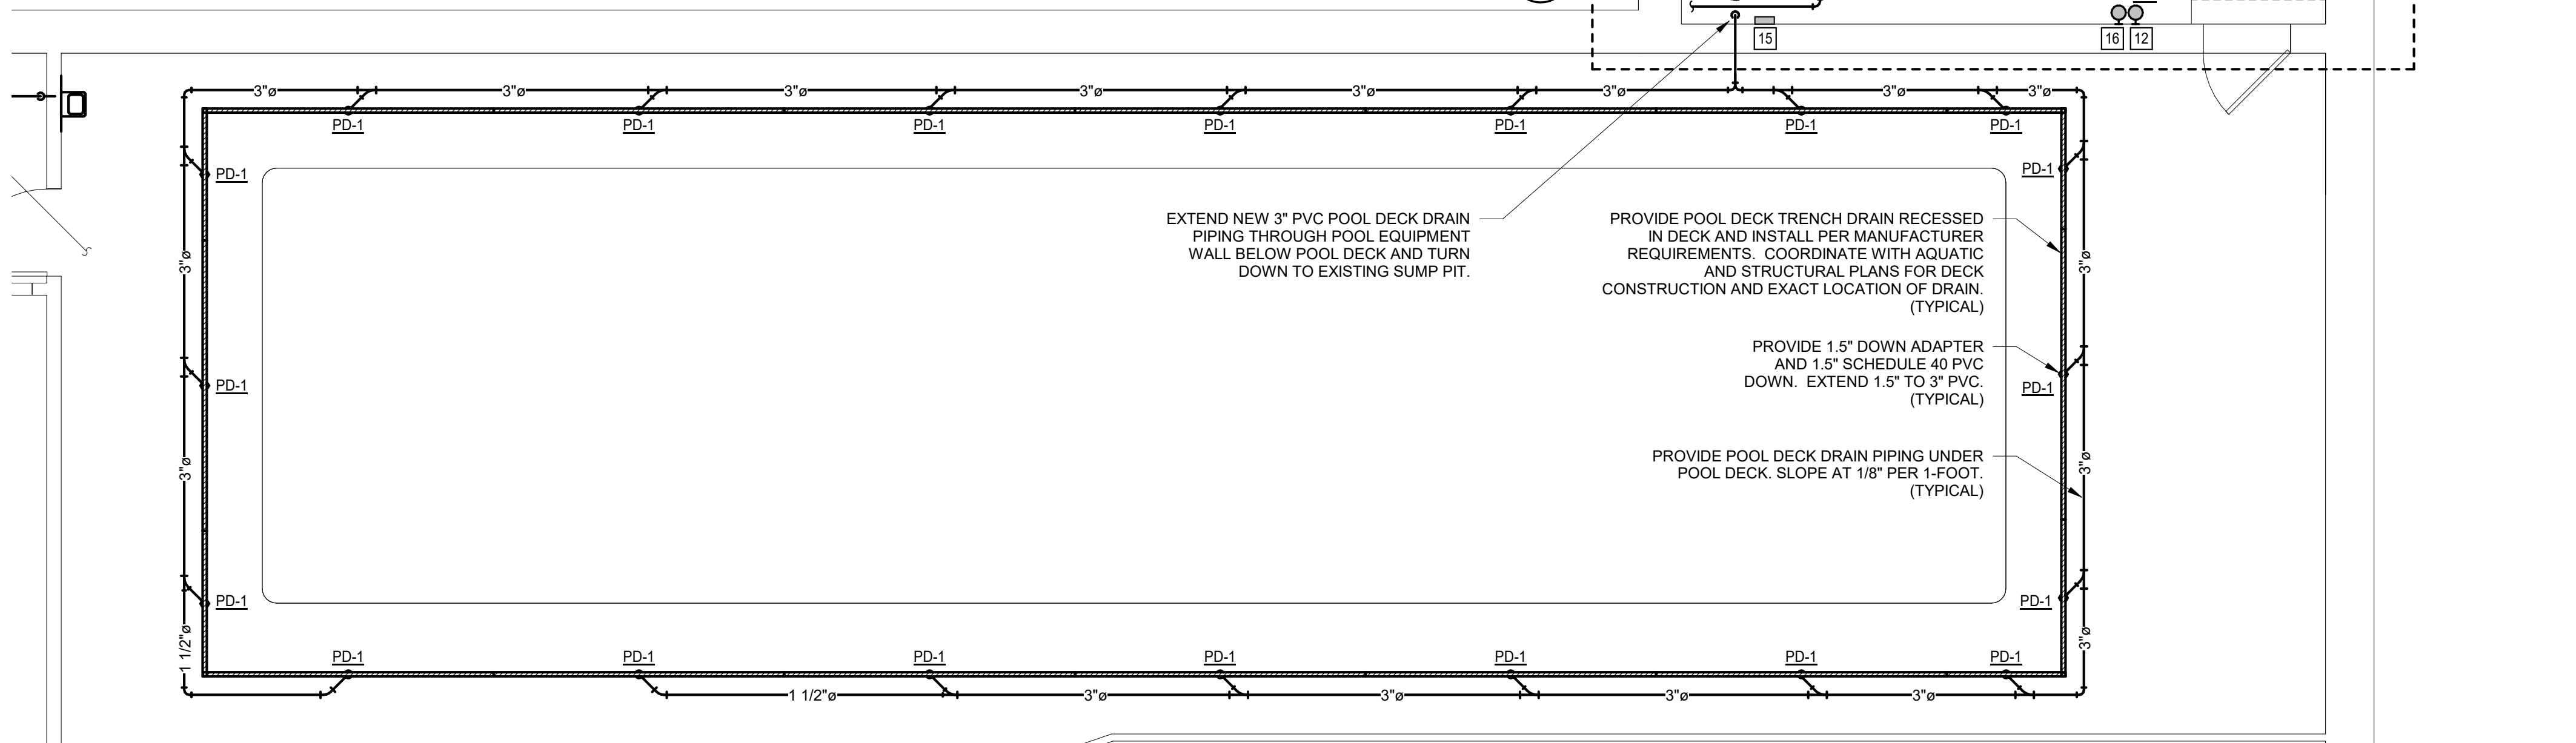 15
16
12
3"ø
3"ø
3"ø
3"ø
3"ø
3"ø
3"ø
3"ø
PD-1
PD-1
PD-1
PD-1
PD-1
PD-1
PD-1
PD-1
PD-1
EXTEND NEW 3" PVC POOL DECK DRAIN
PIPING THROUGH POOL EQUIPMENT
WALL BELOW POOL DECK AND TURN
DOWN TO EXISTING SUMP PIT.
PROVIDE POOL DECK TRENCH DRAIN RECESSED
IN DECK AND INSTALL PER MANUFACTURER
REQUIREMENTS. COORDINATE WITH AQUATIC
AND STRUCTURAL PLANS FOR DECK
CONSTRUCTION AND EXACT LOCATION OF DRAIN.
(TYPICAL)
3"ø
3"ø
PROVIDE 1.5" DOWN ADAPTER
AND 1.5" SCHEDULE 40 PVC
DOWN. EXTEND 1.5" TO 3" PVC.
(TYPICAL)
PD-1
PD-1
PROVIDE POOL DECK DRAIN PIPING UNDER
POOL DECK. SLOPE AT 1/8" PER 1-FOOT.
(TYPICAL)
3"ø
3"ø
PD-1
PD-1
1 1/2"ø
3"ø
PD-1
PD-1
PD-1
PD-1
PD-1
PD-1
PD-1
1 1/2"ø
3"ø
3"ø
3"ø
3"ø